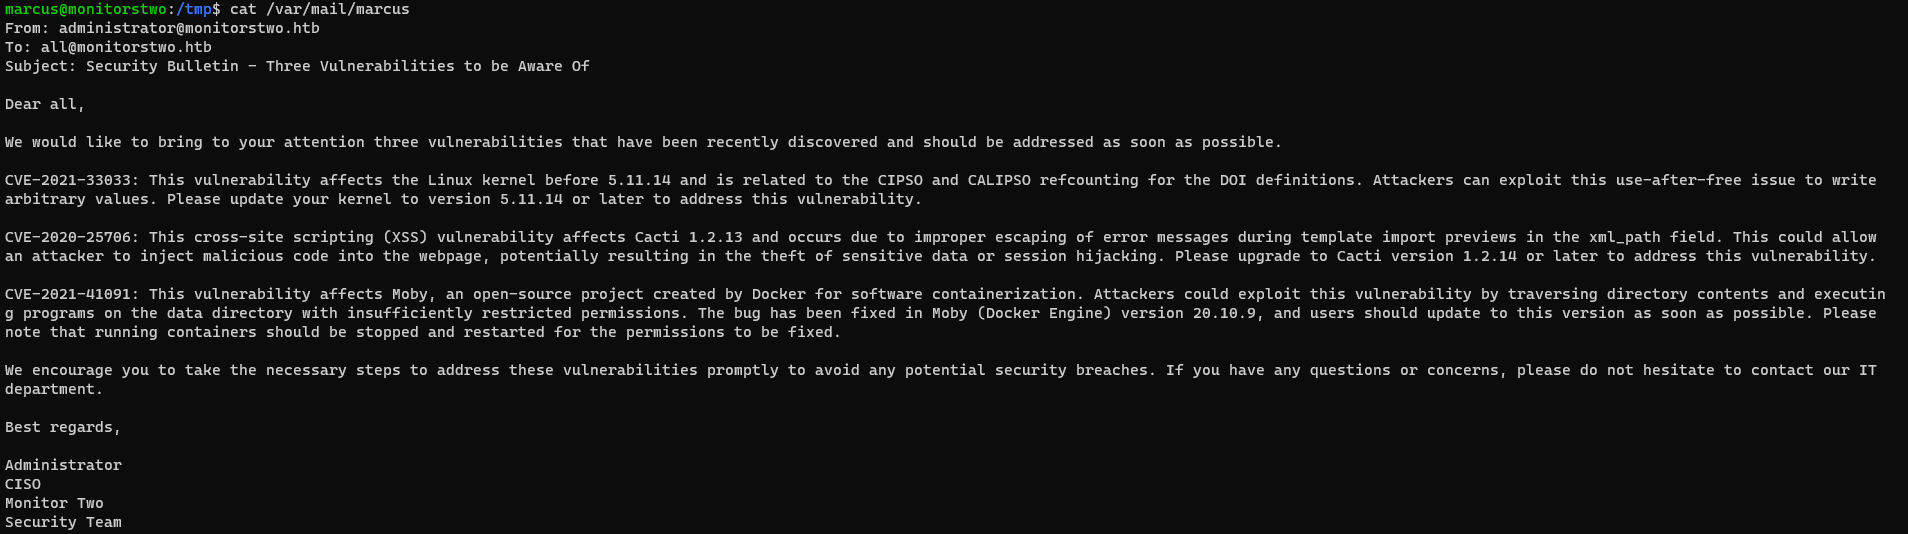 marcus@monitorstwo:/tmp$ cat /var/mail/marcus
From: administrator@monitorstwo.htb
To: all@monitorstwo.htb
Subject: Security Bulletin - Three Vulnerabilities to be Aware Of
Dear all,
We would like to bring to your attention three vulnerabilities that have been recently discovered and should be addressed as soon as possible.
CVE-2021-33033: This vulnerability affects the Linux kernel before 5.11.14 and is related to the CIPSO and CALIPSO refcounting for the DOI definitions. Attackers can exploit this use-after-free issue to write
arbitrary values. Please update your kernel to version 5.11.14 or later to address this vulnerability.
CVE-2020-25706: This cross-site scripting (XSS) vulnerability affects Cacti 1.2.13 and occurs due to improper escaping of error messages during template import previews in the xml_path field. This could allow
an attacker to inject malicious code into the webpage, potentially resulting in the theft of sensitive data or session hijacking. Please upgrade to Cacti version 1.2.14 or later to address this vulnerability.
CVE-2021-41091: This vulnerability affects Moby, an open-source project created by Docker for software containerization. Attackers could exploit this vulnerability by traversing directory contents and executin
g programs on the data directory with insufficiently restricted permissions. The bug has been fixed in Moby (Docker Engine) version 20.10.9, and users should update to this version as soon as possible. Please
note that running containers should be stopped and restarted for the permissions to be fixed.
We encourage you to take the necessary steps to address these vulnerabilities promptly to avoid any potential security breaches. If you have any questions or concerns, please do not hesitate to contact our IT
department.
Best regards,
Administrator
CISO
Monitor Two
Security Team